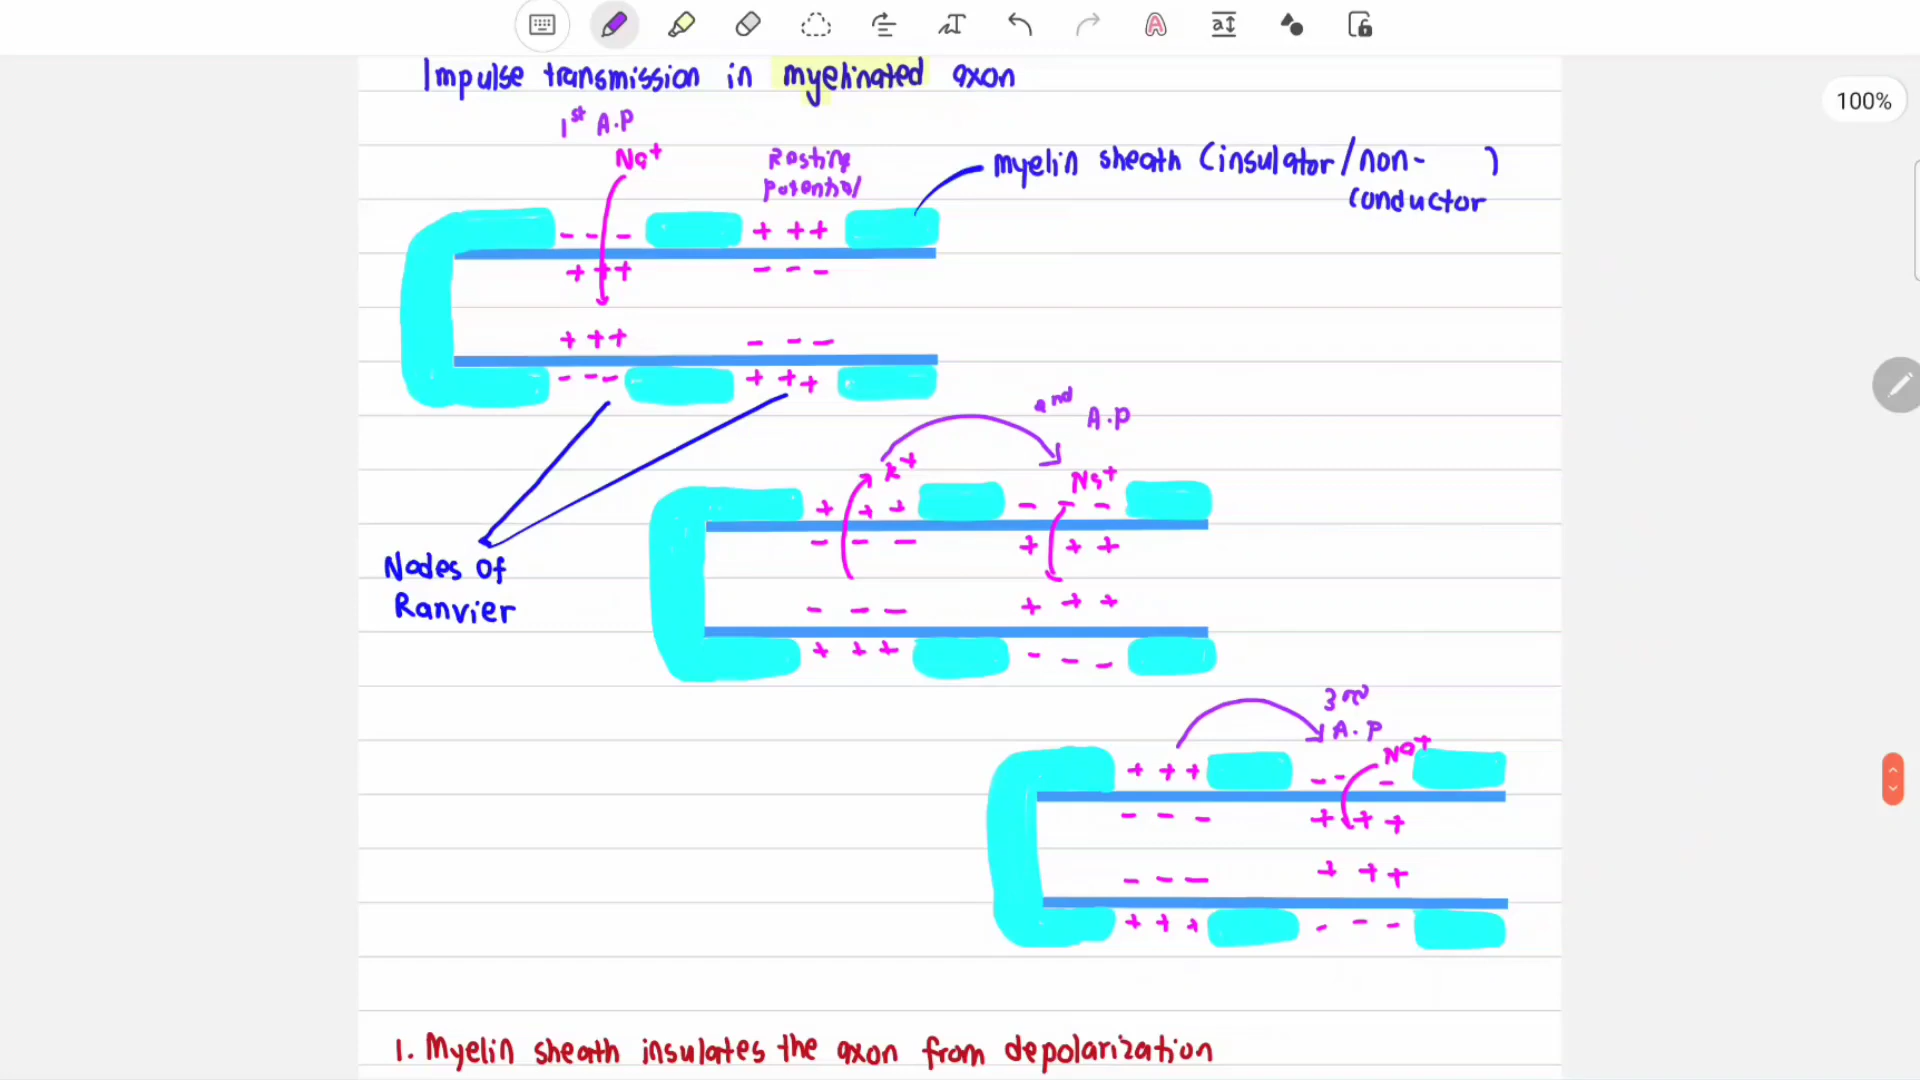 100%
Impulse transmission in myelinated axon
1st A.P
Na+
Resting
potential
myelin sheath (insulator/non-
conductor)
- - -
+ + +
+ + +
- - -
+ + +
- - -
- - -
+ + +
Nodes of
Ranvier
2nd
A.P
K+
Na+
+ + +
- - -
- - -
+ + +
- - -
+ + +
+ + +
- - -
3rd
A.P
Na+
+ + +
- - -
- - -
+ + +
- - -
+ + +
+ + +
- - -
1. Myelin sheath insulates the axon from depolarization